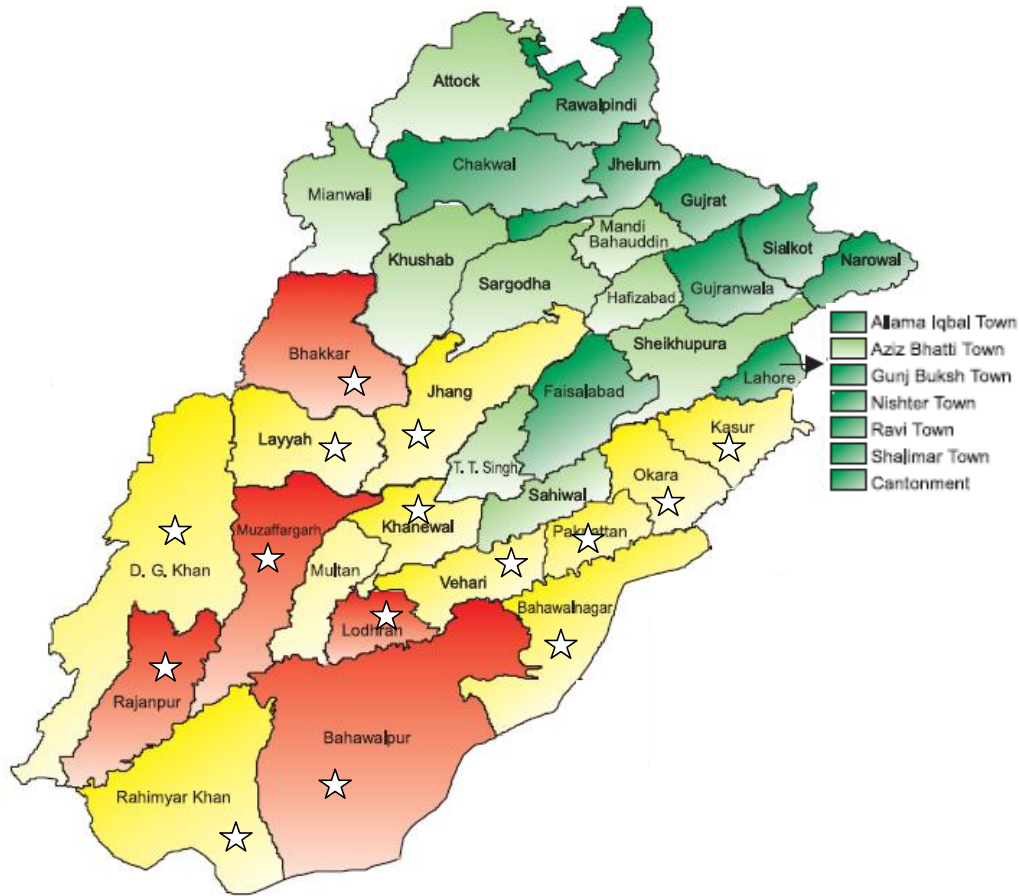 Attock
Rawalpindi
Chakwal
Jhelum
Mianwali
Gujrat
Mandi
Bahauddin
Khushab
Sialkot
Narowal
Sargodha
Hafizabad
Gujranwala
Allama Iqbal Town
Aziz Bhatti Town
Gunj Buksh Town
Nishter Town
Ravi Town
Shalimar Town
Cantonment
Sheikhupura
Bhakkar
Jhang
Faisalabad
Lahore
Layyah
Kasur
T. T. Singh
Okara
Sahiwal
Muzaffargarh
Khanewal
Pakpattan
D. G. Khan
Multan
Vehari
Bahawalnagar
Lodhran
Rajanpur
Bahawalpur
Rahimyar Khan